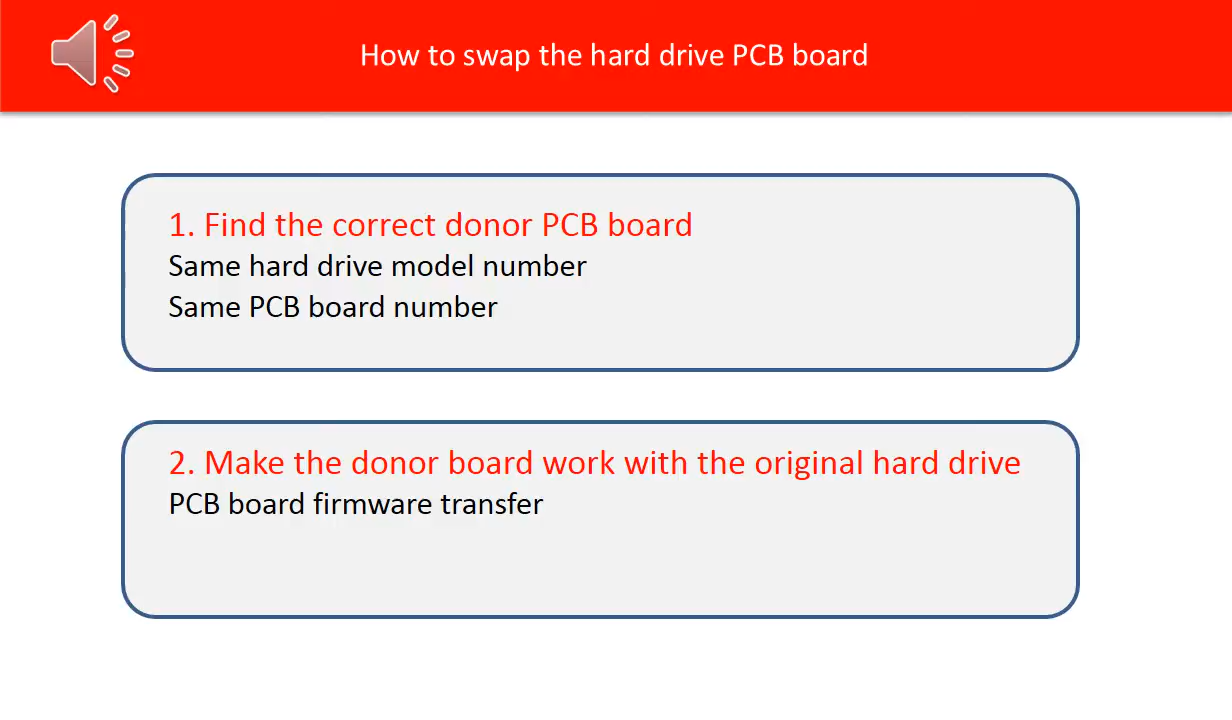 How to swap the hard drive PCB board
1. Find the correct donor PCB board
Same hard drive model number
Same PCB board number
2. Make the donor board work with the original hard drive
PCB board firmware transfer